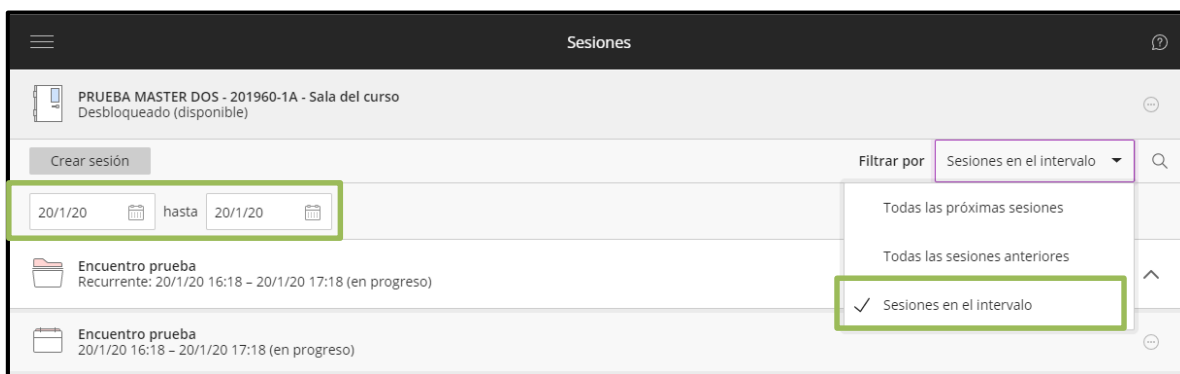 Sesiones
PRUEBA MASTER DOS - 201960-1A - Sala del curso
Desbloqueado (disponible)
Crear sesión
Filtrar por
Sesiones en el intervalo
20/1/20 hasta 20/1/20
Todas las próximas sesiones
Todas las sesiones anteriores
Sesiones en el intervalo
Encuentro prueba
Recurrente: 20/1/20 16:18 – 20/1/20 17:18 (en progreso)
Encuentro prueba
20/1/20 16:18 – 20/1/20 17:18 (en progreso)